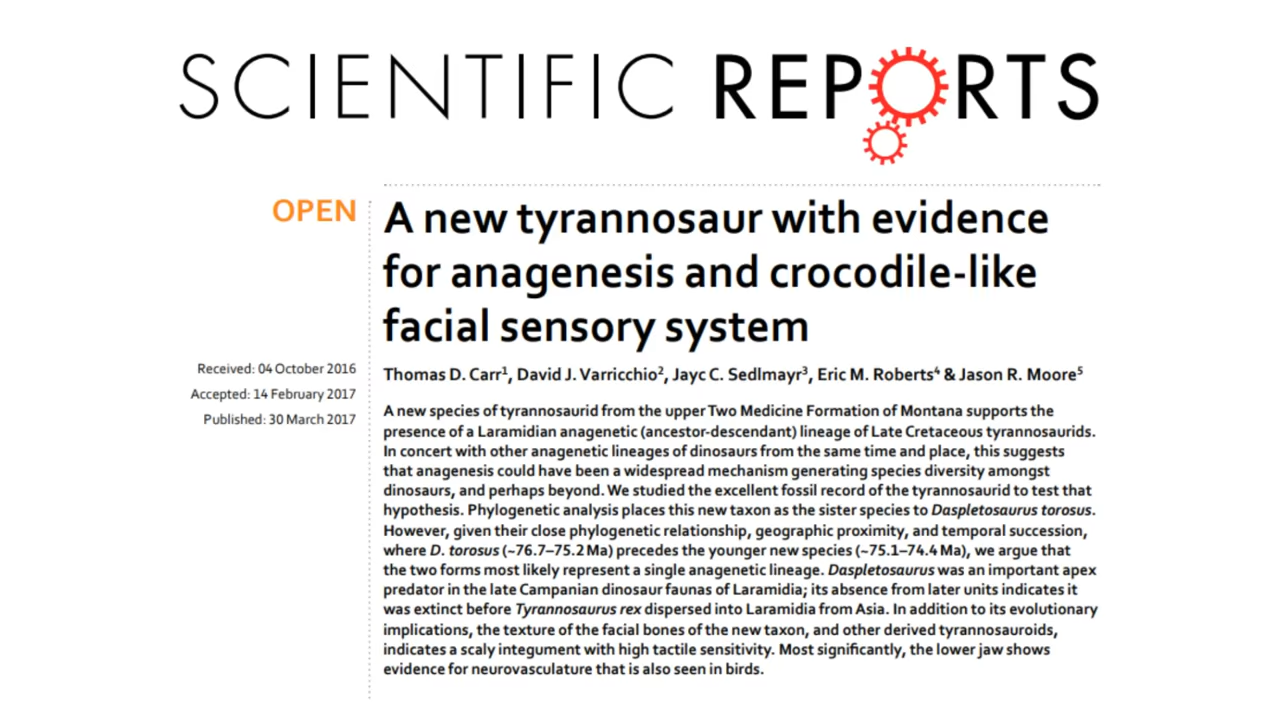 SCIENTIFIC REPORTS
OPEN
A new tyrannosaur with evidence
for anagenesis and crocodile-like
facial sensory system
Received: 04 October 2016
Accepted: 14 February 2017
Published: 30 March 2017
Thomas D. Carr1, David J. Varricchio2, Jayc C. Sedlmayr3, Eric M. Roberts4 & Jason R. Moore5
A new species of tyrannosaurid from the upper Two Medicine Formation of Montana supports the
presence of a Laramidian anagenetic (ancestor-descendant) lineage of Late Cretaceous tyrannosaurids.
In concert with other anagenetic lineages of dinosaurs from the same time and place, this suggests
that anagenesis could have been a widespread mechanism generating species diversity amongst
dinosaurs, and perhaps beyond. We studied the excellent fossil record of the tyrannosaurid to test that
hypothesis. Phylogenetic analysis places this new taxon as the sister species to Daspletosaurus torosus.
However, given their close phylogenetic relationship, geographic proximity, and temporal succession,
where D. torosus (~76.7–75.2 Ma) precedes the younger new species (~75.1–74.4 Ma), we argue that
the two forms most likely represent a single anagenetic lineage. Daspletosaurus was an important apex
predator in the late Campanian dinosaur faunas of Laramidia; its absence from later units indicates it
was extinct before Tyrannosaurus rex dispersed into Laramidia from Asia. In addition to its evolutionary
implications, the texture of the facial bones of the new taxon, and other derived tyrannosauroids,
indicates a scaly integument with high tactile sensitivity. Most significantly, the lower jaw shows
evidence for neurovasculature that is also seen in birds.